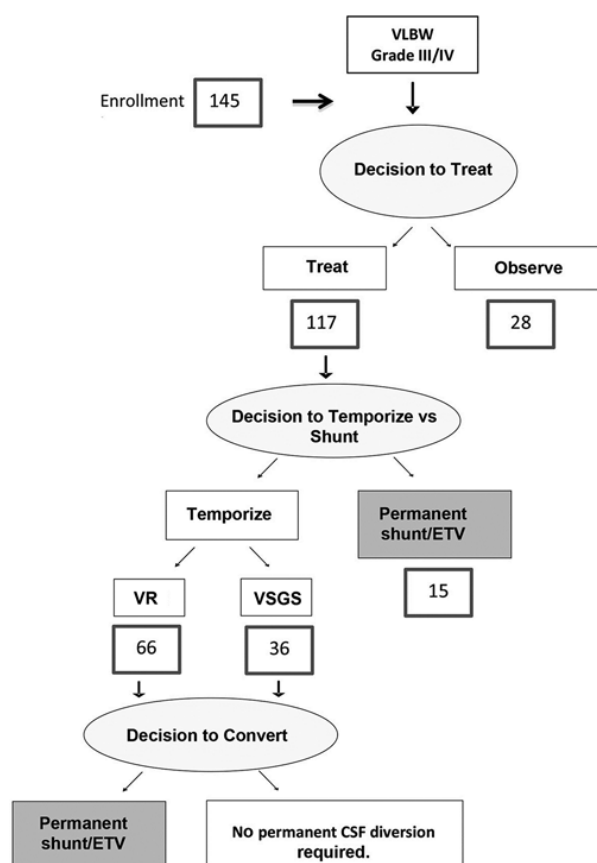 VLBW
Grade III/IV
Enrollment
145
Decision to Treat
Treat
Observe
117
28
Decision to Temporize vs
Shunt
Temporize
Permanent
shunt/ETV
VR
VSGS
15
66
36
Decision to Convert
Permanent
shunt/ETV
No permanent CSF diversion
required.